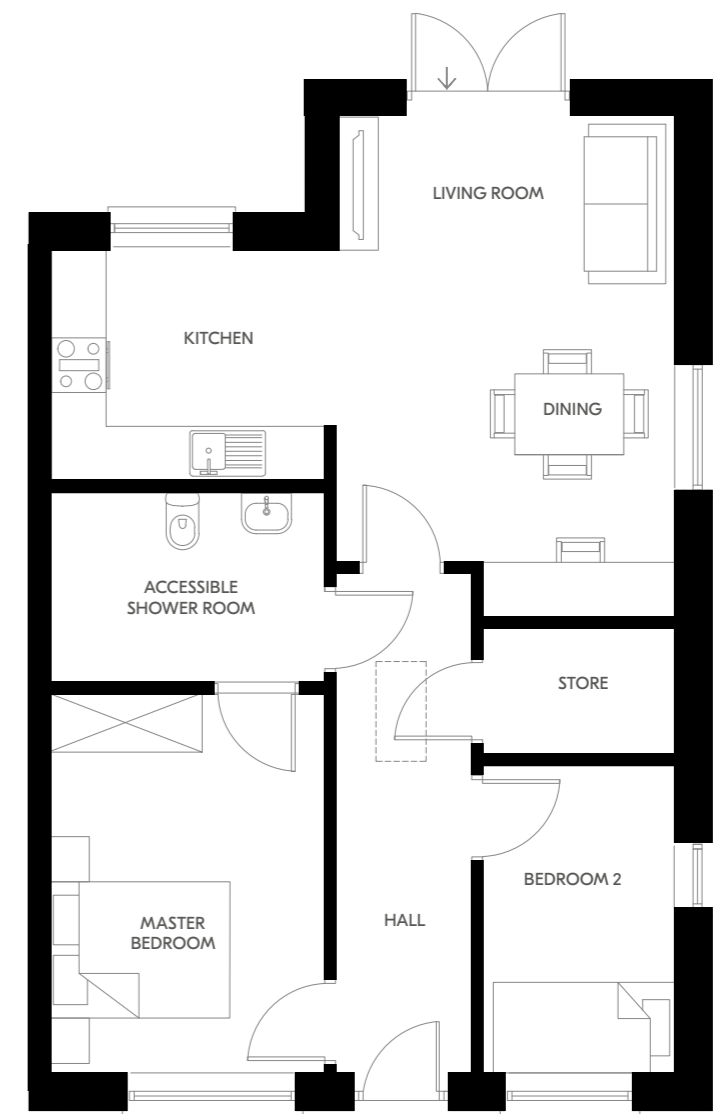 LIVING ROOM
KITCHEN
DINING
ACCESSIBLE
SHOWER ROOM
STORE
BEDROOM 2
MASTER
BEDROOM
HALL